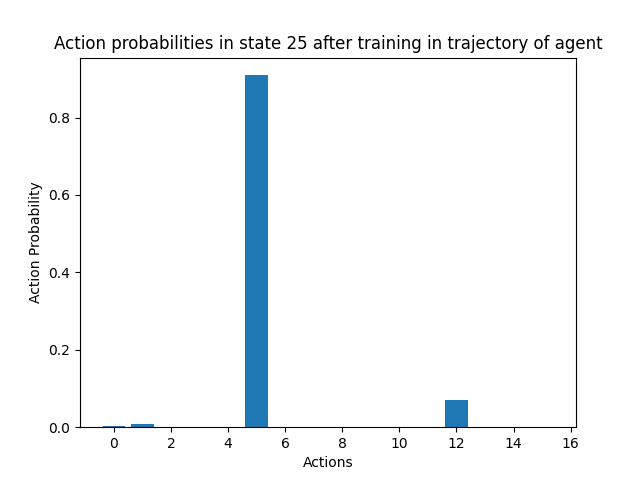 Action probabilities in state 25 after training in trajectory of agent
Action Probability
0.8
0.6
0.4
0.2
0.0
0 2 4 6 8 10 12 14 16
Actions